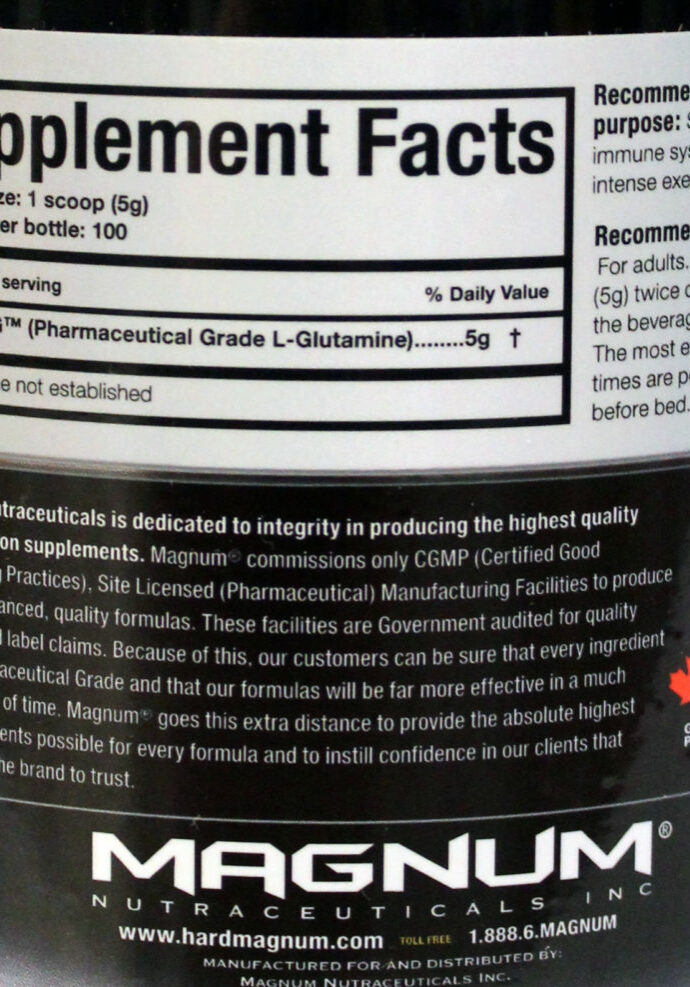 pplement Facts
ze: 1 scoop (5g)
er bottle: 100
serving
% Daily Value
™ (Pharmaceutical Grade L-Glutamine)........5g †
e not established
Recomme
purpose:
immune sys
intense exe
Recomme
For adults.
(5g) twice
the beverag
The most e
times are p
before bed.
traceuticals is dedicated to integrity in producing the highest quality
on supplements. Magnum® commissions only CGMP (Certified Good
Practices), Site Licensed (Pharmaceutical) Manufacturing Facilities to produce
anced, quality formulas. These facilities are Government audited for quality
label claims. Because of this, our customers can be sure that every ingredient
aceutical Grade and that our formulas will be far more effective in a much
of time. Magnum® goes this extra distance to provide the absolute highest
ents possible for every formula and to instill confidence in our clients that
he brand to trust.
MAGNUM®
NUTRACEUTICALS INC
www.hardmagnum.com TOLL FREE 1.888.6.MAGNUM
MANUFACTURED FOR AND DISTRIBUTED BY:
MAGNUM NUTRACEUTICALS INC.